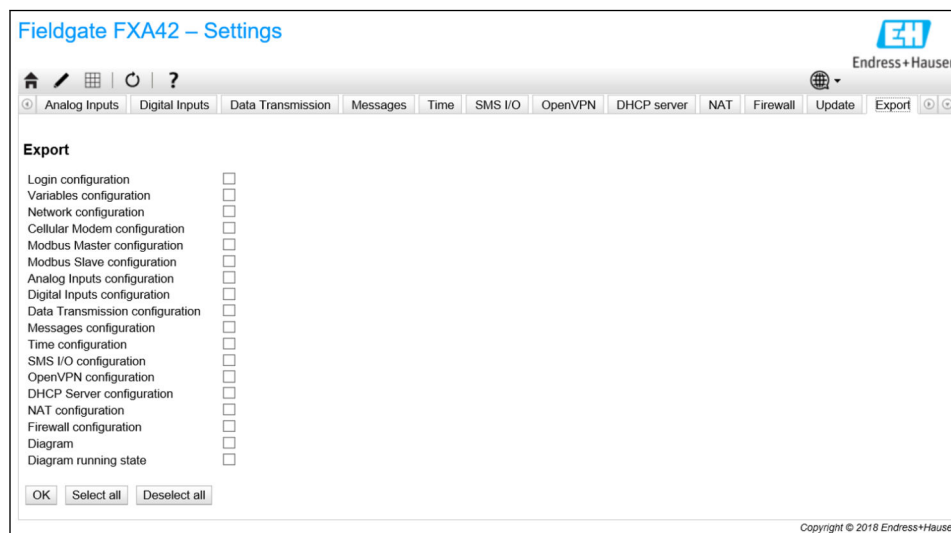 Fieldgate FXA42 – Settings
EH
Endress+Hauser
?
Analog Inputs Digital Inputs Data Transmission Messages Time SMS I/O OpenVPN DHCP server NAT Firewall Update Export
Export
Login configuration
Variables configuration
Network configuration
Cellular Modem configuration
Modbus Master configuration
Modbus Slave configuration
Analog Inputs configuration
Digital Inputs configuration
Data Transmission configuration
Messages configuration
Time configuration
SMS I/O configuration
OpenVPN configuration
DHCP Server configuration
NAT configuration
Firewall configuration
Diagram
Diagram running state
OK Select all Deselect all
Copyright © 2018 Endress+Hause